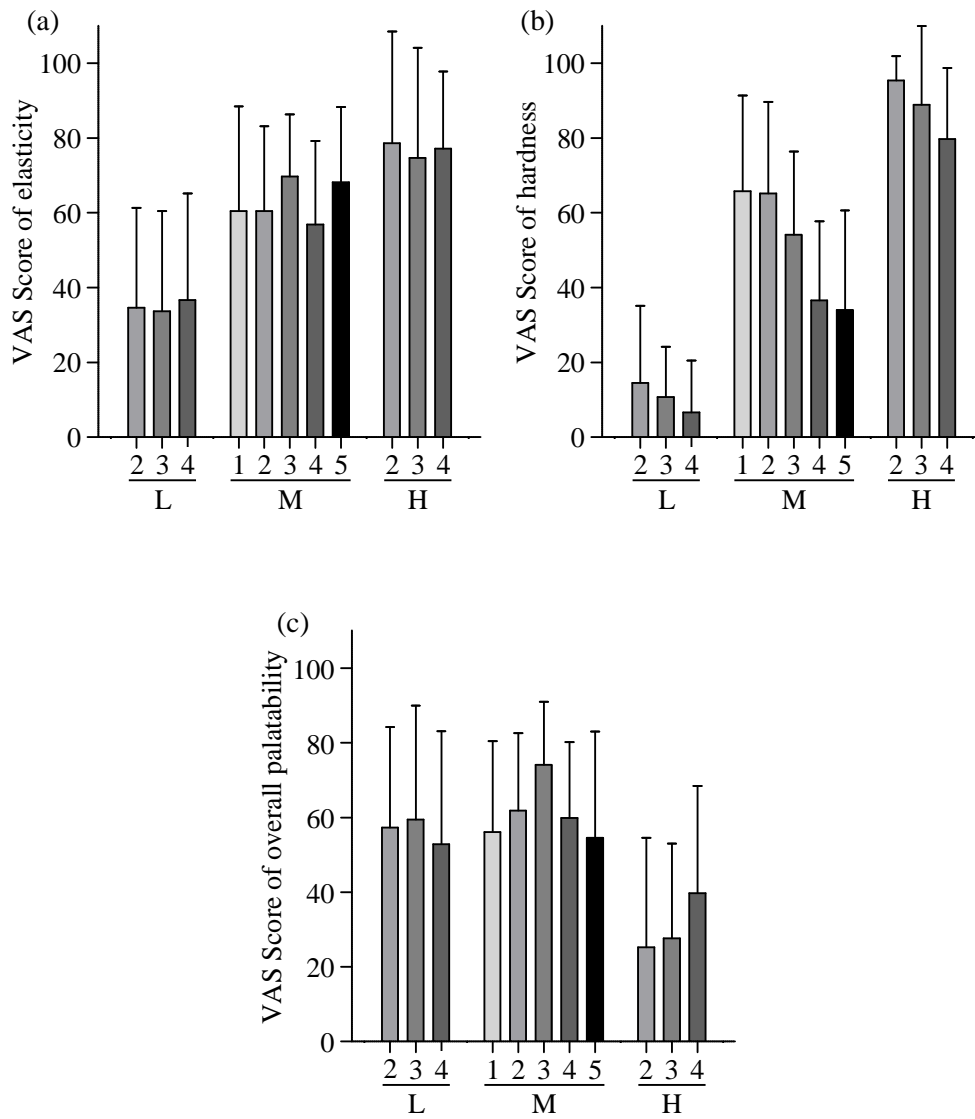 (a)
VAS Score of elasticity
100
80
60
40
20
0
2 3 4 1 2 3 4 5 2 3 4
L M H
(b)
VAS Score of hardness
100
80
60
40
20
0
2 3 4 1 2 3 4 5 2 3 4
L M H
(c)
VAS Score of overall palatability
100
80
60
40
20
0
2 3 4 1 2 3 4 5 2 3 4
L M H